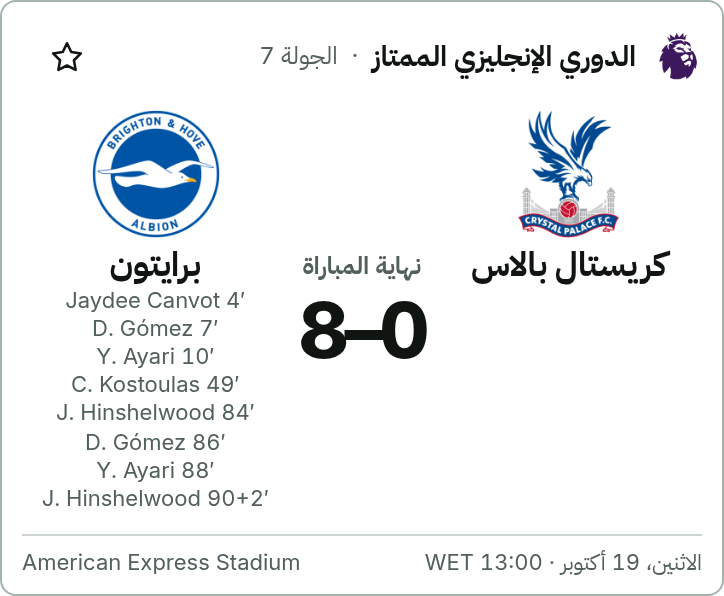 الدوري الإنجليزي الممتاز · الجولة 7
CRYSTAL PALACE F.C.
BRIGHTON & HOVE
ALBION
كريستال بالاس
نهاية المباراة
8–0
برايتون
Jaydee Canvot 4′
D. Gómez 7′
Y. Ayari 10′
C. Kostoulas 49′
J. Hinshelwood 84′
D. Gómez 86′
Y. Ayari 88′
J. Hinshelwood 90+2′
الاثنين، 19 أكتوبر · 13:00 WET
American Express Stadium